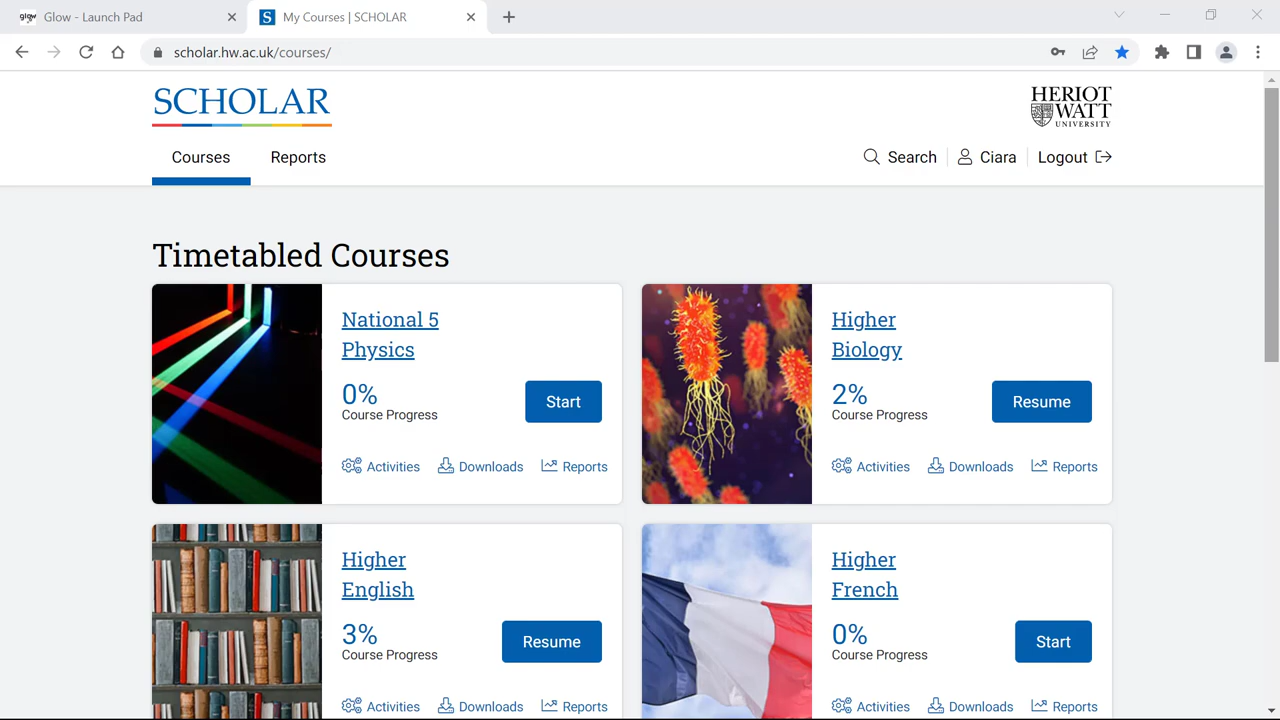 glow Glow - Launch Pad
S My Courses | SCHOLAR
scholar.hw.ac.uk/courses/
SCHOLAR
HERIOT
WATT
UNIVERSITY
Courses Reports
Search Ciara Logout
Timetabled Courses
National 5
Physics
0%
Course Progress
Start
Activities Downloads Reports
Higher
Biology
2%
Course Progress
Resume
Activities Downloads Reports
Higher
English
3%
Course Progress
Resume
Activities Downloads Reports
Higher
French
0%
Course Progress
Start
Activities Downloads Reports